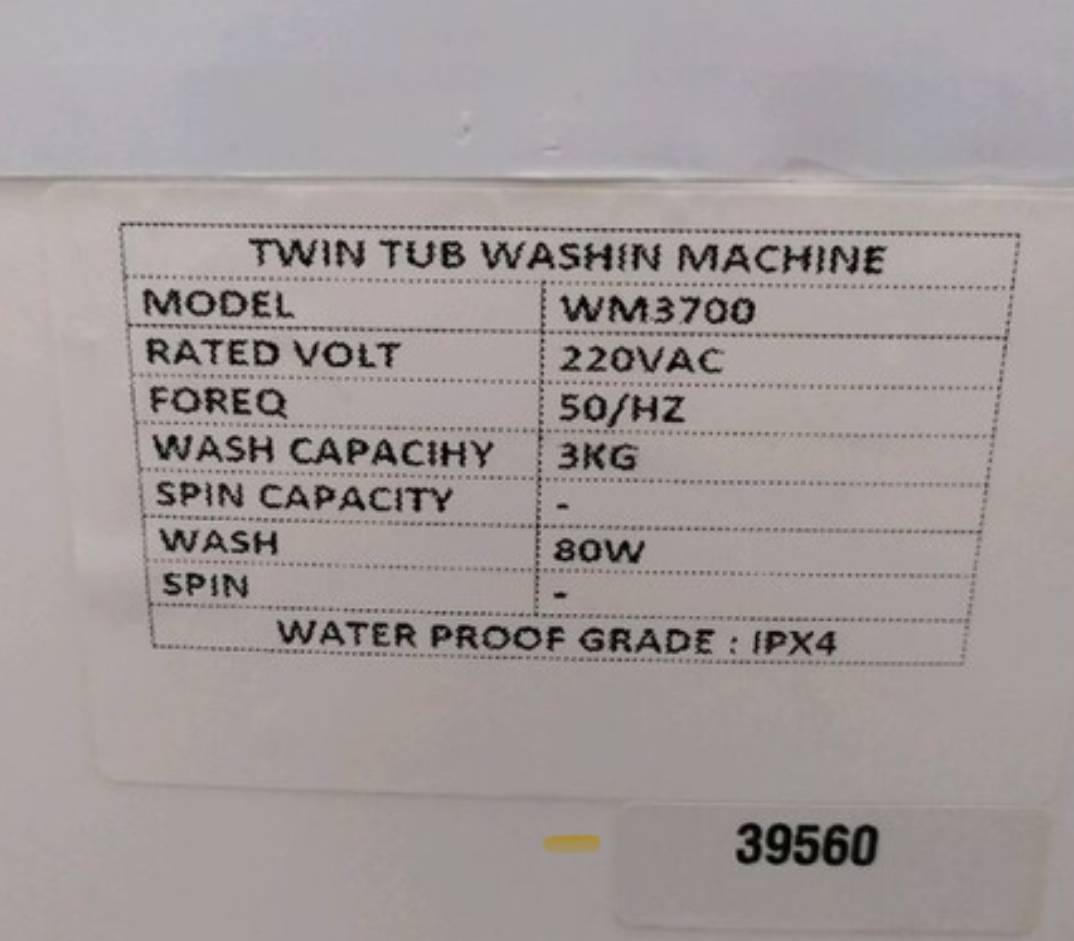 TWIN TUB WASHIN MACHINE
MODEL WM3700
RATED VOLT 220VAC
FOREQ 50/HZ
WASH CAPACIHY 3KG
SPIN CAPACITY -
WASH 80W
SPIN -
WATER PROOF GRADE : IPX4
39560